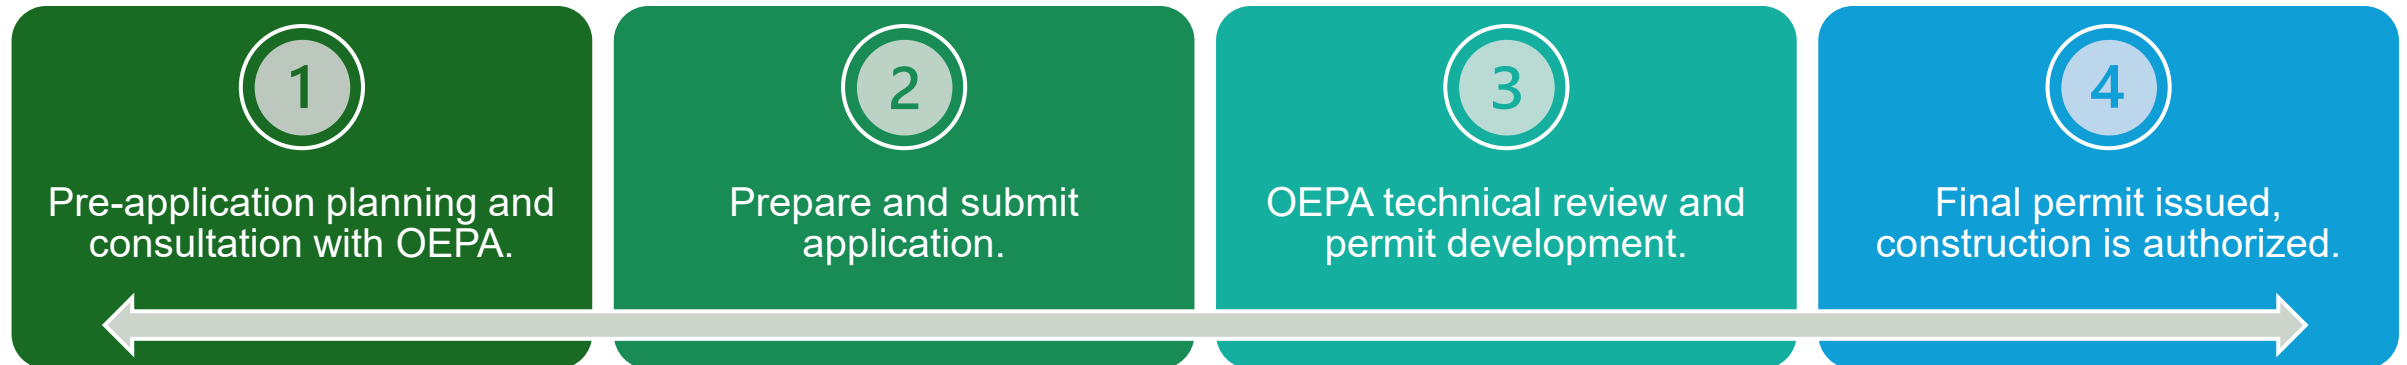 1
Pre-application planning and
consultation with OEPA.
2
Prepare and submit
application.
3
OEPA technical review and
permit development.
4
Final permit issued,
construction is authorized.